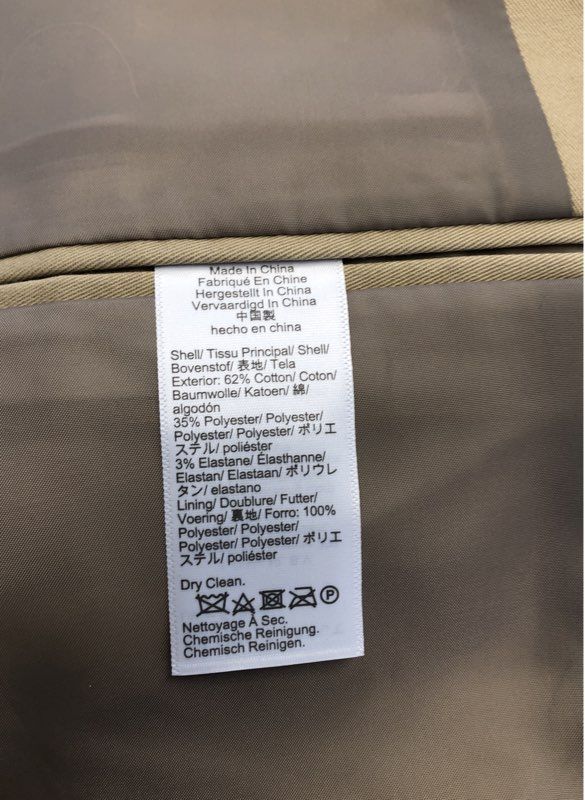 Made In China
Fabriqué En Chine
Hergestellt In China
Vervaardigd In China
中国製
hecho en china
Shell/ Tissu Principal/ Shell/
Bovenstof/ 表地/ Tela
Exterior: 62% Cotton/ Coton/
Baumwolle/ Katoen/ 綿/
algodón
35% Polyester/ Polyester/
Polyester/ Polyester/ ポリエ
ステル/ poliéster
3% Elastane/ Élasthanne/
Elastan/ Elastaan/ ポリウレ
タン/ elastano
Lining/ Doublure/ Futter/
Voering/ 裏地/ Forro: 100%
Polyester/ Polyester/
Polyester/ Polyester/ ポリエ
ステル/ poliéster
Dry Clean.
P
Nettoyage À Sec.
Chemische Reinigung.
Chemisch Reinigen.